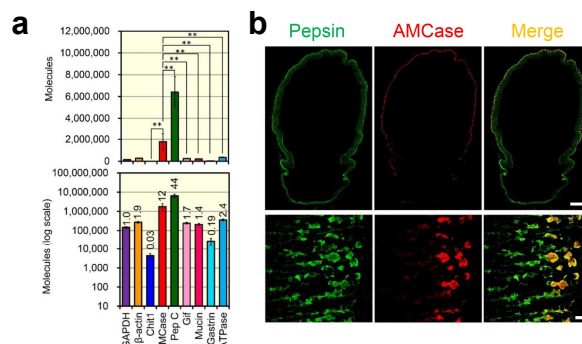 a
Molecules
12,000,000
10,000,000
8,000,000
6,000,000
4,000,000
2,000,000
0
**
**
**
**
**
**
**
Molecules (log scale)
100,000,000
10,000,000
1,000,000
100,000
10,000
1,000
100
10
1.0
1.9
0.03
12
44
1.7
1.4
0.19
2.4
GAPDH
β-actin
Chit1
MCase
Pep C
Gif
Mucin
Gastrin
ATPase
b
Pepsin
AMCase
Merge